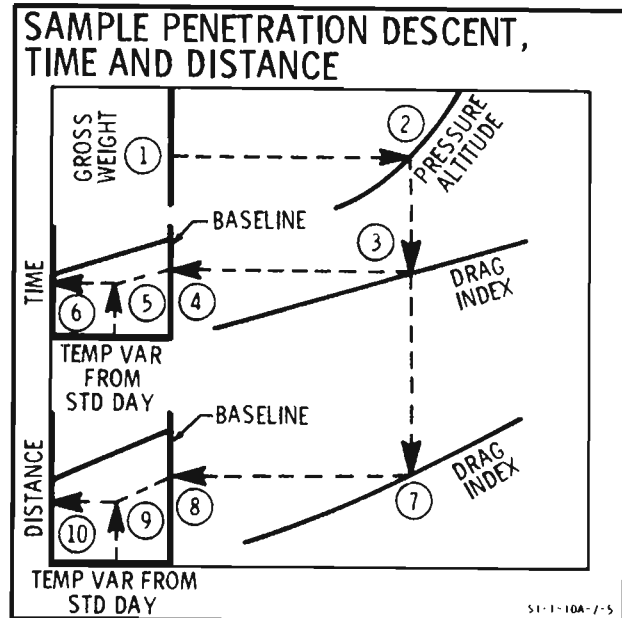 SAMPLE PENETRATION DESCENT,
TIME AND DISTANCE
GROSS
WEIGHT
1
2
PRESSURE
ALTITUDE
BASELINE
3
TIME
DRAG
INDEX
6
5
4
TEMP VAR
FROM
STD DAY
BASELINE
DISTANCE
DRAG
INDEX
10
9
8
7
TEMP VAR FROM
STD DAY